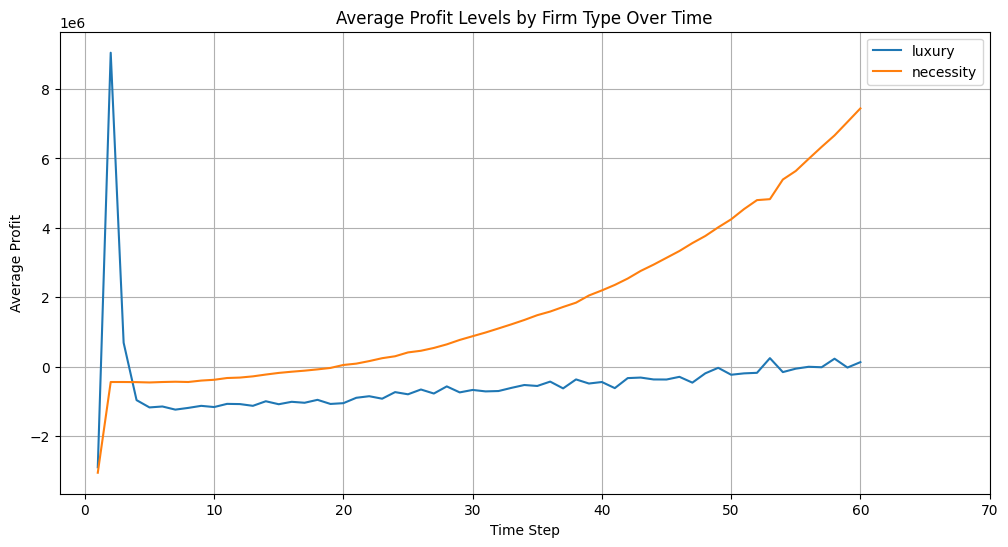 Average Profit Levels by Firm Type Over Time
1e6
luxury
necessity
8
6
4
2
0
−2
Average Profit
0 10 20 30 40 50 60 70
Time Step